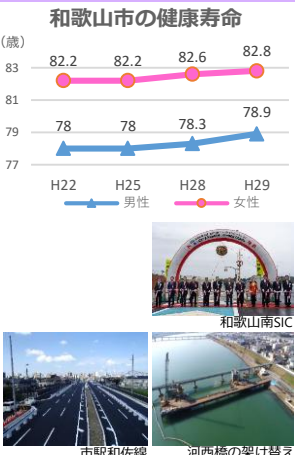 和歌山市の健康寿命
（歳）
83
81
79
77
82.2 82.2 82.6 82.8
78 78 78.3 78.9
H22 H25 H28 H29
男性 女性
和歌山南SIC
市駅和佐線
河西橋の架け替え